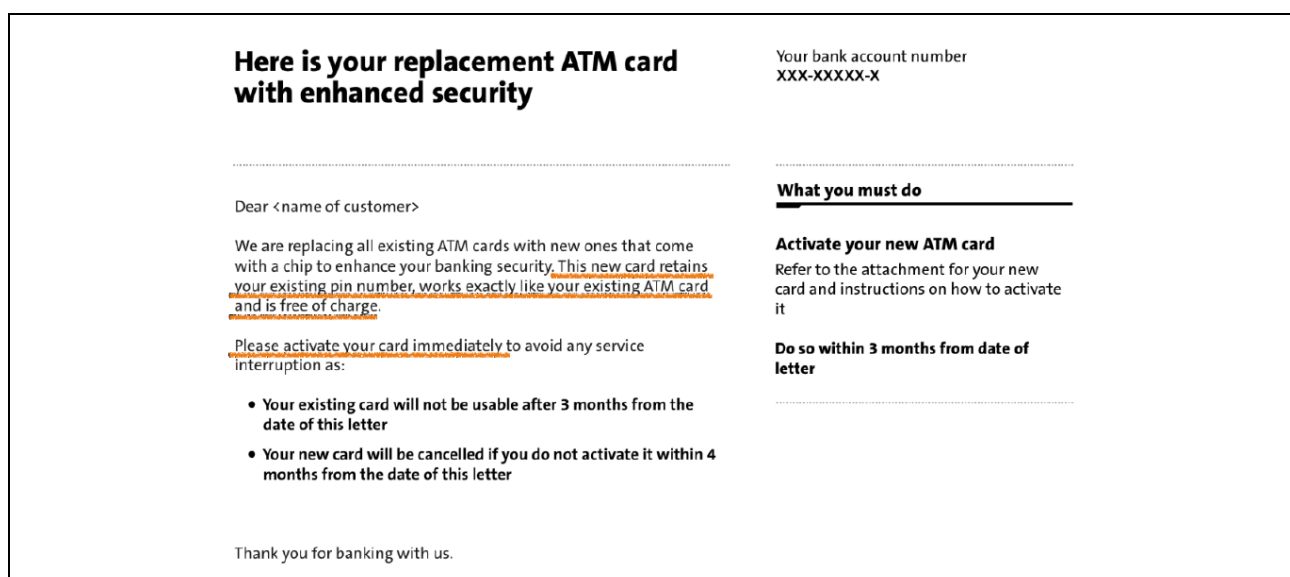 Here is your replacement ATM card
with enhanced security
Your bank account number
XXX-XXXXX-X
Dear <name of customer>
We are replacing all existing ATM cards with new ones that come
with a chip to enhance your banking security. This new card retains
your existing pin number, works exactly like your existing ATM card
and is free of charge.
Please activate your card immediately to avoid any service
interruption as:
• Your existing card will not be usable after 3 months from the
date of this letter
• Your new card will be cancelled if you do not activate it within 4
months from the date of this letter
Thank you for banking with us.
What you must do
Activate your new ATM card
Refer to the attachment for your new
card and instructions on how to activate
it
Do so within 3 months from date of
letter